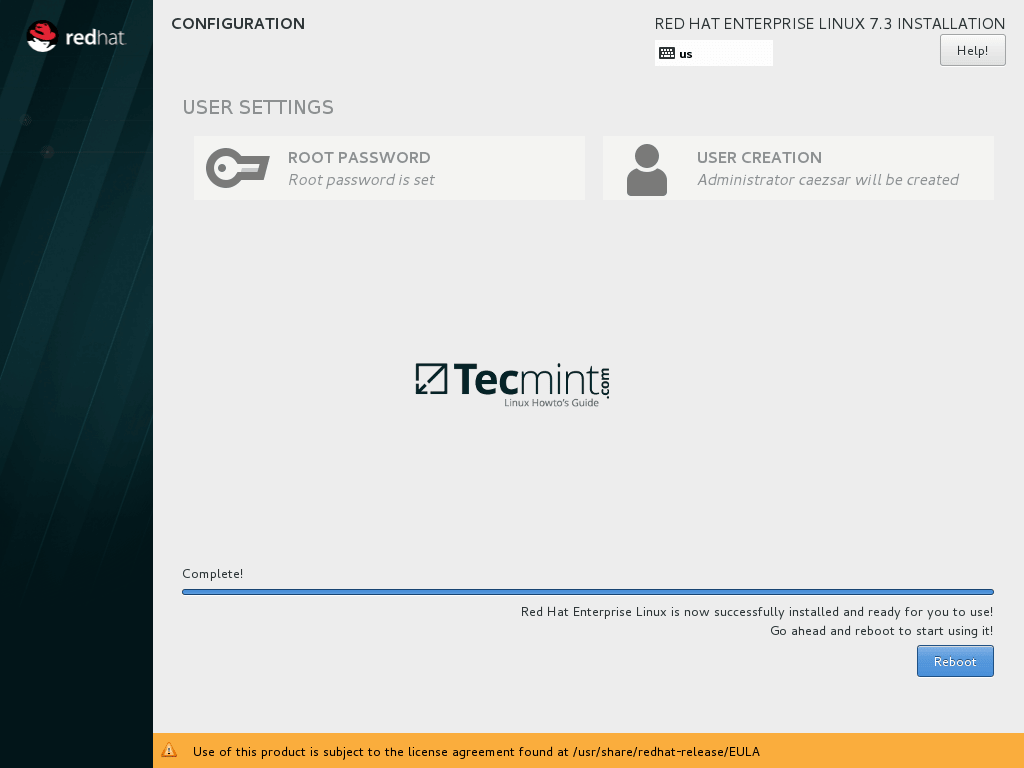 redhat.
CONFIGURATION
RED HAT ENTERPRISE LINUX 7.3 INSTALLATION
us
Help!
USER SETTINGS
ROOT PASSWORD
Root password is set
USER CREATION
Administrator caezsar will be created
Tecmint.com
Linux Howto's Guide
Complete!
Red Hat Enterprise Linux is now successfully installed and ready for you to use!
Go ahead and reboot to start using it!
Reboot
Use of this product is subject to the license agreement found at /usr/share/redhat-release/EULA